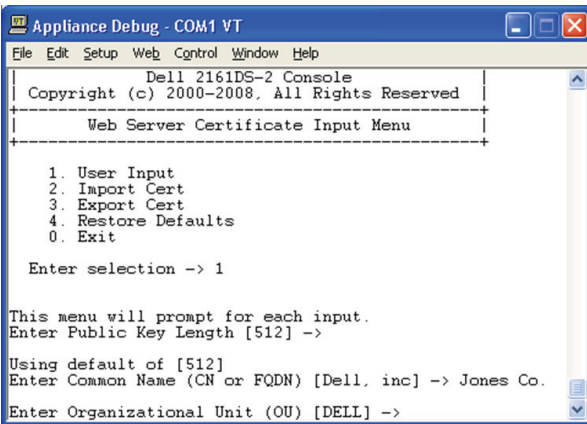 Appliance Debug - COM1 VT
File Edit Setup Web Control Window Help
Dell 2161DS-2 Console
Copyright (c) 2000-2008, All Rights Reserved
Web Server Certificate Input Menu
1. User Input
2. Import Cert
3. Export Cert
4. Restore Defaults
0. Exit
Enter selection -> 1
This menu will prompt for each input.
Enter Public Key Length [512] ->
Using default of [512]
Enter Common Name (CN or FQDN) [Dell, inc] -> Jones Co.
Enter Organizational Unit (OU) [DELL] ->